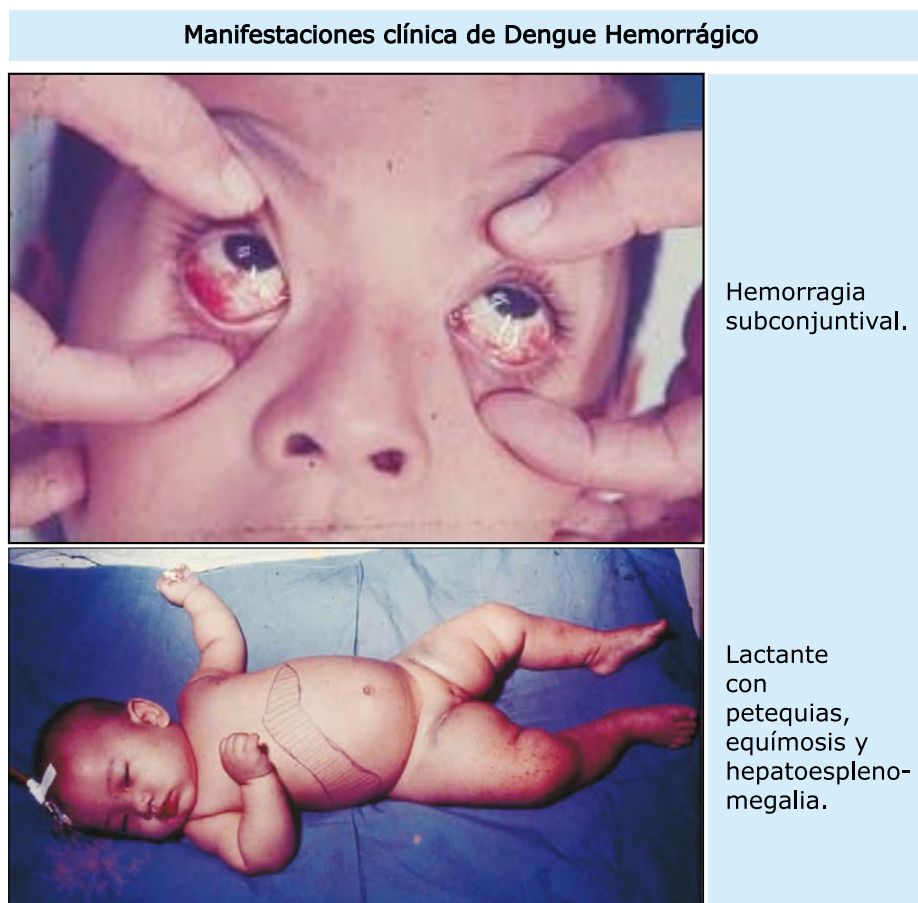 Manifestaciones clínica de Dengue Hemorrágico
Hemorragia
subconjuntival.
Lactante
con
petequias,
equímosis y
hepatoespleno-
megalia.